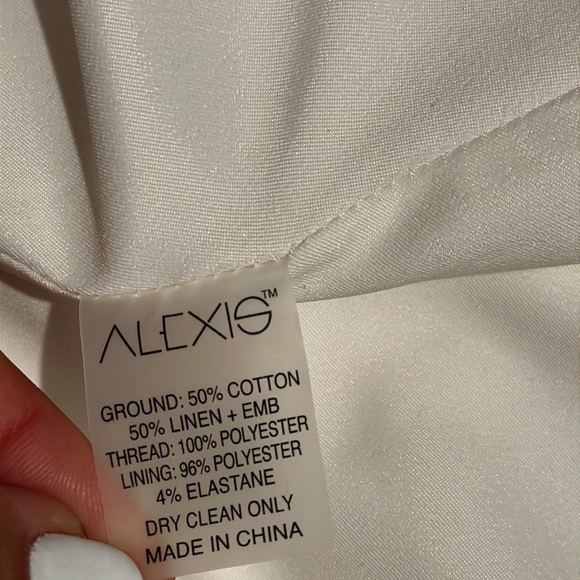 ALEXIS™
GROUND: 50% COTTON
50% LINEN + EMB
THREAD: 100% POLYESTER
LINING: 96% POLYESTER
4% ELASTANE
DRY CLEAN ONLY
MADE IN CHINA